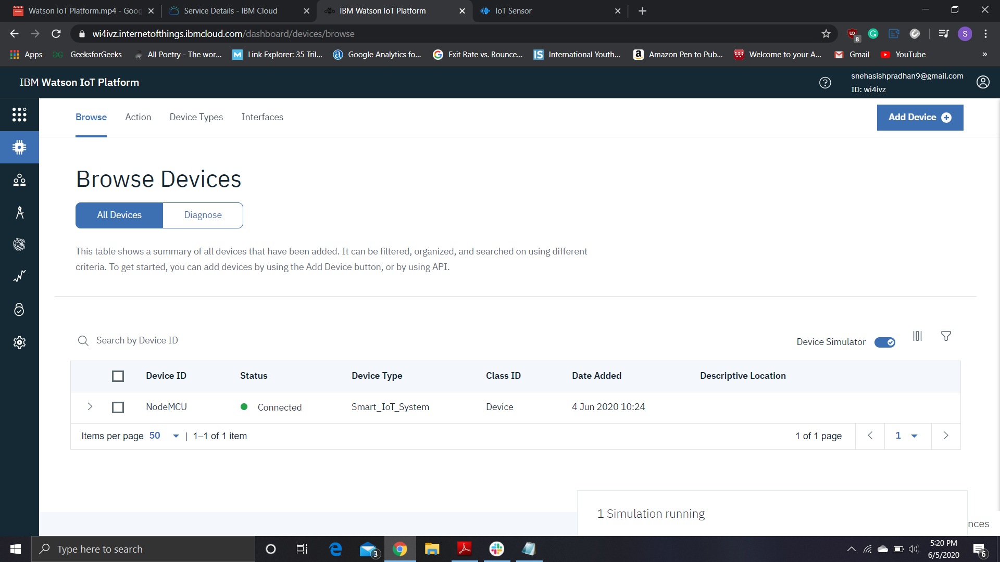 Watson IoT Platform.mp4 - Goog
Service Details - IBM Cloud
IBM Watson IoT Platform
IoT Sensor
wi4ivz.internetofthings.ibmcloud.com/dashboard/devices/browse
8
S
Apps
GeeksforGeeks
All Poetry - The wor...
Link Explorer: 35 Tril...
Google Analytics fo...
Exit Rate vs. Bounce...
International Youth...
Amazon Pen to Pub...
Welcome to your A...
Gmail
YouTube
»
IBM Watson IoT Platform
snehasishpradhan9@gmail.com
ID: wi4ivz
Browse
Action
Device Types
Interfaces
Add Device
Browse Devices
All Devices
Diagnose
This table shows a summary of all devices that have been added. It can be filtered, organized, and searched on using different
criteria. To get started, you can add devices by using the Add Device button, or by using API.
Search by Device ID
Device Simulator
Device ID Status Device Type Class ID Date Added Descriptive Location
NodeMCU Connected Smart_IoT_System Device 4 Jun 2020 10:24
Items per page 50 | 1–1 of 1 item
1 of 1 page
1
1 Simulation running
nces
Type here to search
3
5:20 PM
6/5/2020
6